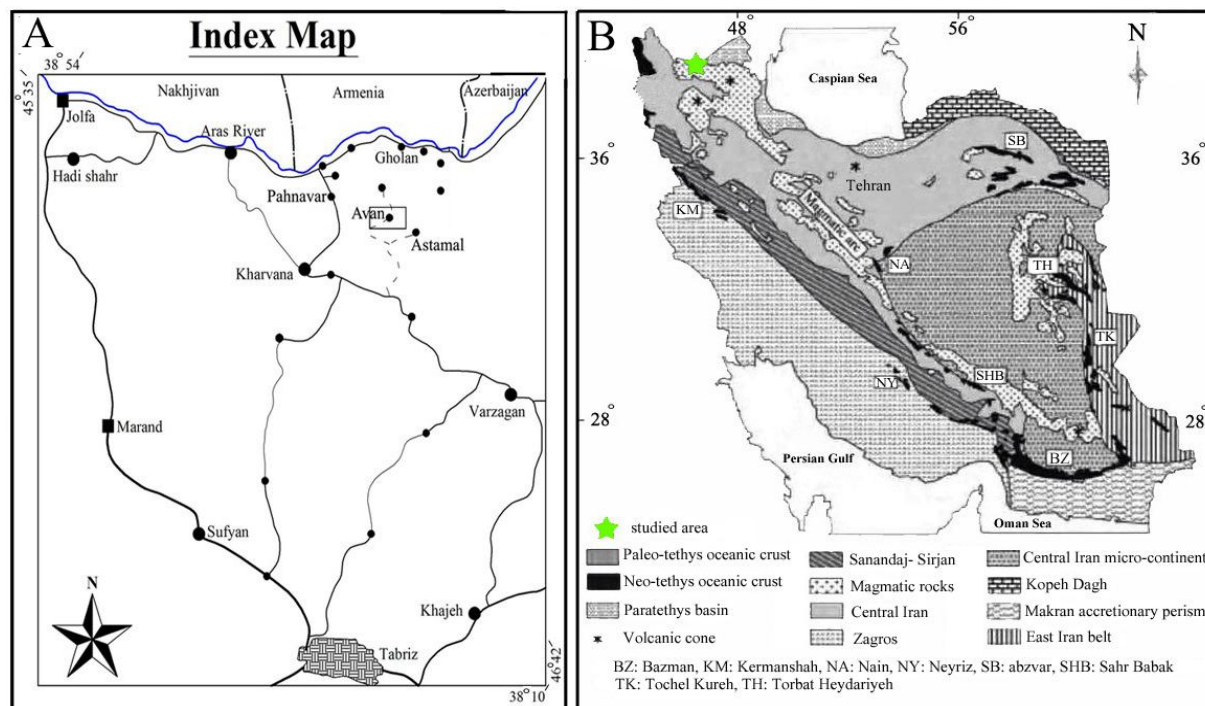 A
Index Map
38°54'
45°35'
Nakhjivan
Armenia
Azerbaijan
Jolfa
Aras River
Gholan
Hadi shahr
Pahnavar
Avan
Astamal
Kharvana
Varzagan
Marand
Sufyan
N
Khajeh
Tabriz
46°42'
38°10'
B
48
56
N
Caspian Sea
36°
36°
SB
Tehran
KM
Magmatic arc
NA
TH
TK
SHB
NY
28°
28°
BZ
Persian Gulf
Oman Sea
studied area
Paleo-tethys oceanic crust
Neo-tethys oceanic crust
Paratethys basin
Volcanic cone
Sanandaj- Sirjan
Magmatic rocks
Central Iran
Zagros
Central Iran micro-continent
Kopeh Dagh
Makran accretionary perism
East Iran belt
BZ: Bazman, KM: Kermanshah, NA: Nain, NY: Neyriz, SB: abzvar, SHB: Sahr Babak
TK: Tochel Kureh, TH: Torbat Heydariyeh